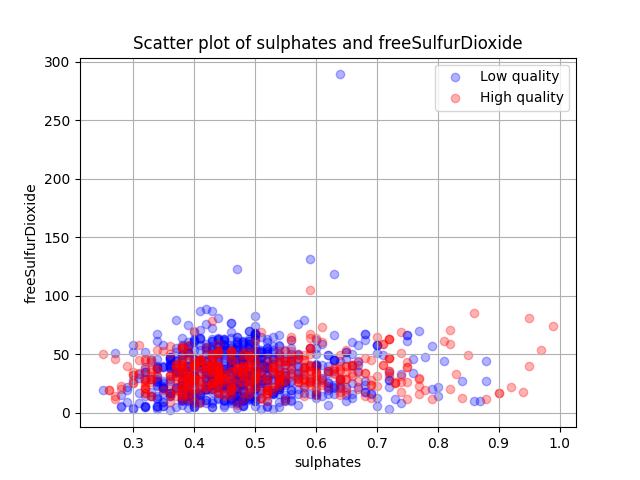 Scatter plot of sulphates and freeSulfurDioxide
Low quality
High quality
300
250
200
150
100
50
0
freeSulfurDioxide
0.3 0.4 0.5 0.6 0.7 0.8 0.9 1.0
sulphates